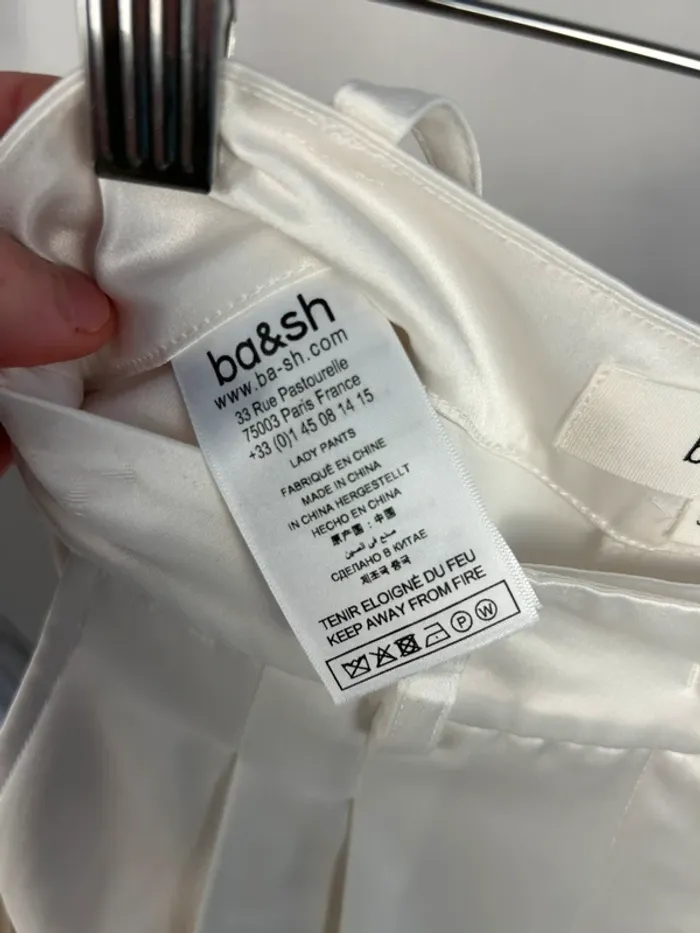 ba&sh
www.ba-sh.com
33 Rue Pastourelle
75003 Paris France
+33 (0)1 45 08 14 15
LADY PANTS
FABRIQUÉ EN CHINE
MADE IN CHINA
IN CHINA HERGESTELLT
HECHO EN CHINA
原产国：中国
صنع في الصين
СДЕЛАНО В КИТАЕ
제조국 중국
TENIR ELOIGNÉ DU FEU
KEEP AWAY FROM FIRE
P W